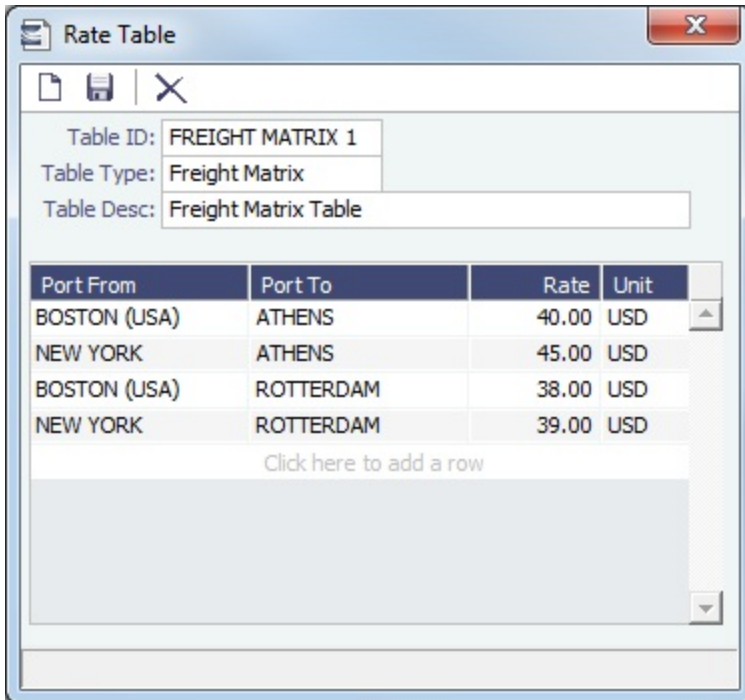 Rate Table
Table ID: FREIGHT MATRIX 1
Table Type: Freight Matrix
Table Desc: Freight Matrix Table
Port From Port To Rate Unit
BOSTON (USA) ATHENS 40.00 USD
NEW YORK ATHENS 45.00 USD
BOSTON (USA) ROTTERDAM 38.00 USD
NEW YORK ROTTERDAM 39.00 USD
Click here to add a row